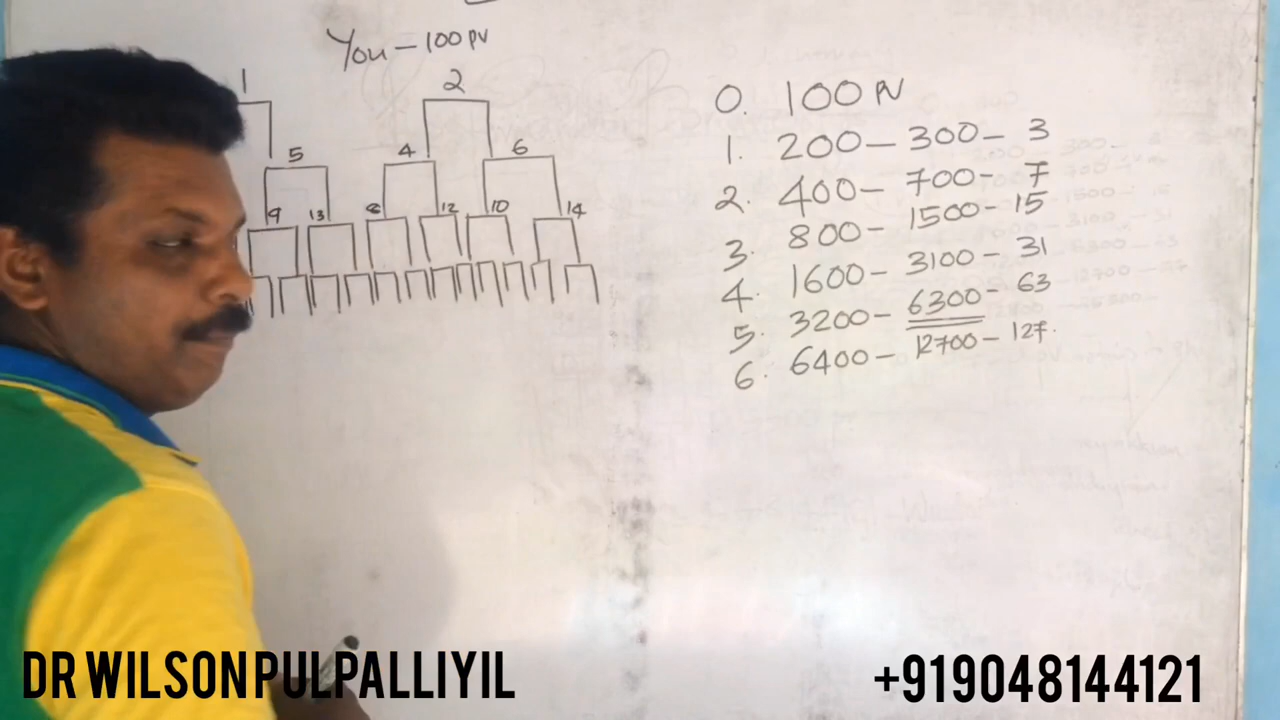 You - 100 PV
1 2
5 4 6
9 13 8 12 10 14
0. 100 PV
1. 200 - 300 - 3
2. 400 - 700 - 7
3. 800 - 1500 - 15
4. 1600 - 3100 - 31
5. 3200 - 6300 - 63
6. 6400 - 12700 - 127.
DR WILSON PULPALLIYIL
+919048144121